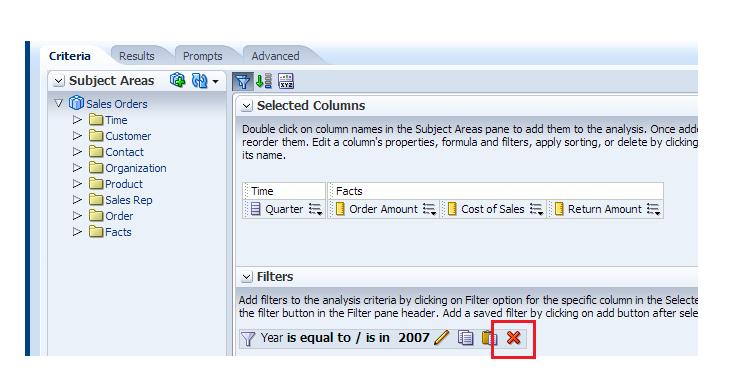 Criteria Results Prompts Advanced
Subject Areas
Sales Orders
Time
Customer
Contact
Organization
Product
Sales Rep
Order
Facts
XYZ
Selected Columns
Double click on column names in the Subject Areas pane to add them to the analysis. Once adde
reorder them. Edit a column's properties, formula and filters, apply sorting, or delete by clicking
its name.
Time Facts
Quarter Order Amount Cost of Sales Return Amount
Filters
Add filters to the analysis criteria by clicking on Filter option for the specific column in the Selecte
the filter button in the Filter pane header. Add a saved filter by clicking on add button after sele
Year is equal to / is in 2007